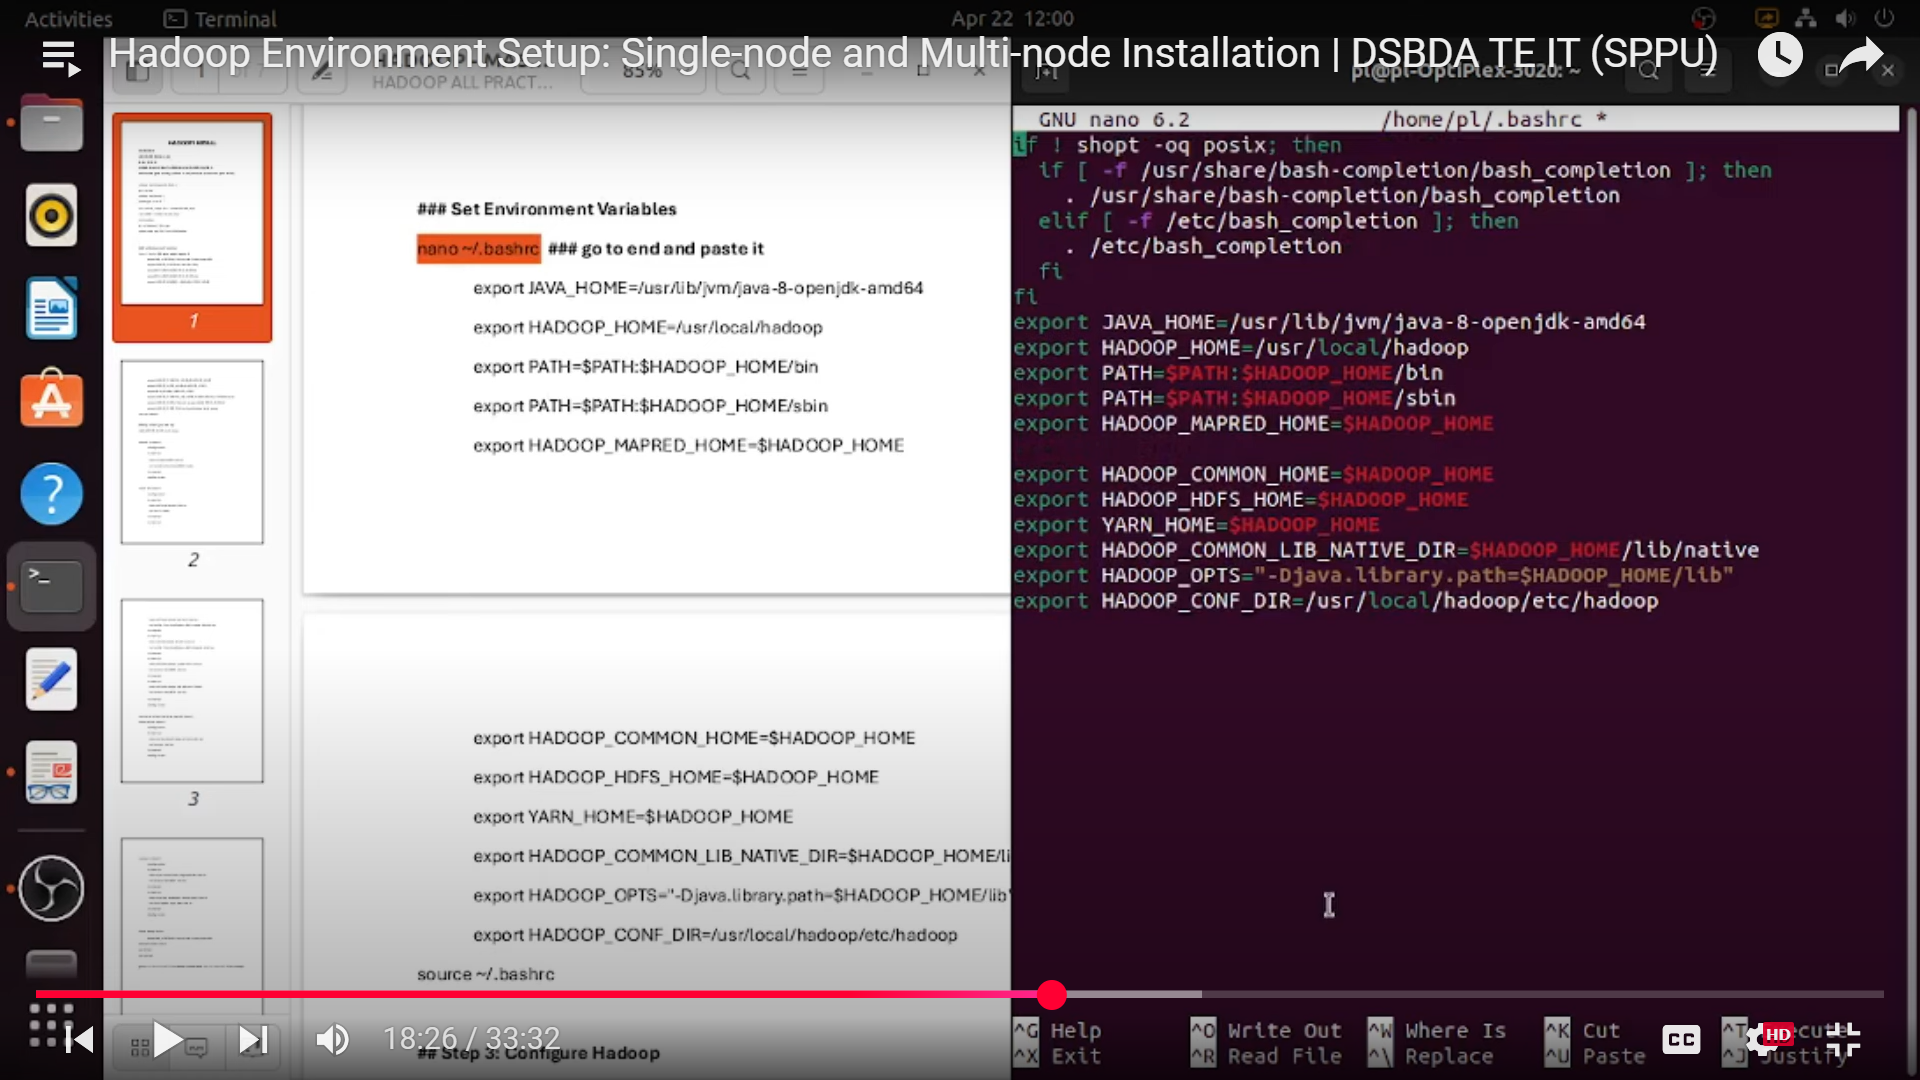 Activities
Terminal
Apr 22 12:00
Hadoop Environment Setup: Single-node and Multi-node Installation | DSBDA TE IT (SPPU)
HADOOP ALL PRACT...
85%
pl@pl-OptiPlex-3020: ~
1
2
3
### Set Environment Variables
nano ~/.bashrc ### go to end and paste it
export JAVA_HOME=/usr/lib/jvm/java-8-openjdk-amd64
export HADOOP_HOME=/usr/local/hadoop
export PATH=$PATH:$HADOOP_HOME/bin
export PATH=$PATH:$HADOOP_HOME/sbin
export HADOOP_MAPRED_HOME=$HADOOP_HOME
export HADOOP_COMMON_HOME=$HADOOP_HOME
export HADOOP_HDFS_HOME=$HADOOP_HOME
export YARN_HOME=$HADOOP_HOME
export HADOOP_COMMON_LIB_NATIVE_DIR=$HADOOP_HOME/li
export HADOOP_OPTS="-Djava.library.path=$HADOOP_HOME/lib"
export HADOOP_CONF_DIR=/usr/local/hadoop/etc/hadoop
source ~/.bashrc
## Step 3: Configure Hadoop
GNU nano 6.2 /home/pl/.bashrc *
if ! shopt -oq posix; then
if [ -f /usr/share/bash-completion/bash_completion ]; then
. /usr/share/bash-completion/bash_completion
elif [ -f /etc/bash_completion ]; then
. /etc/bash_completion
fi
fi
export JAVA_HOME=/usr/lib/jvm/java-8-openjdk-amd64
export HADOOP_HOME=/usr/local/hadoop
export PATH=$PATH:$HADOOP_HOME/bin
export PATH=$PATH:$HADOOP_HOME/sbin
export HADOOP_MAPRED_HOME=$HADOOP_HOME
export HADOOP_COMMON_HOME=$HADOOP_HOME
export HADOOP_HDFS_HOME=$HADOOP_HOME
export YARN_HOME=$HADOOP_HOME
export HADOOP_COMMON_LIB_NATIVE_DIR=$HADOOP_HOME/lib/native
export HADOOP_OPTS="-Djava.library.path=$HADOOP_HOME/lib"
export HADOOP_CONF_DIR=/usr/local/hadoop/etc/hadoop
^G Help ^O Write Out ^W Where Is ^K Cut
^X Exit ^R Read File ^\ Replace ^U Paste ^J Justify
18:26 / 33:32
CC
HD